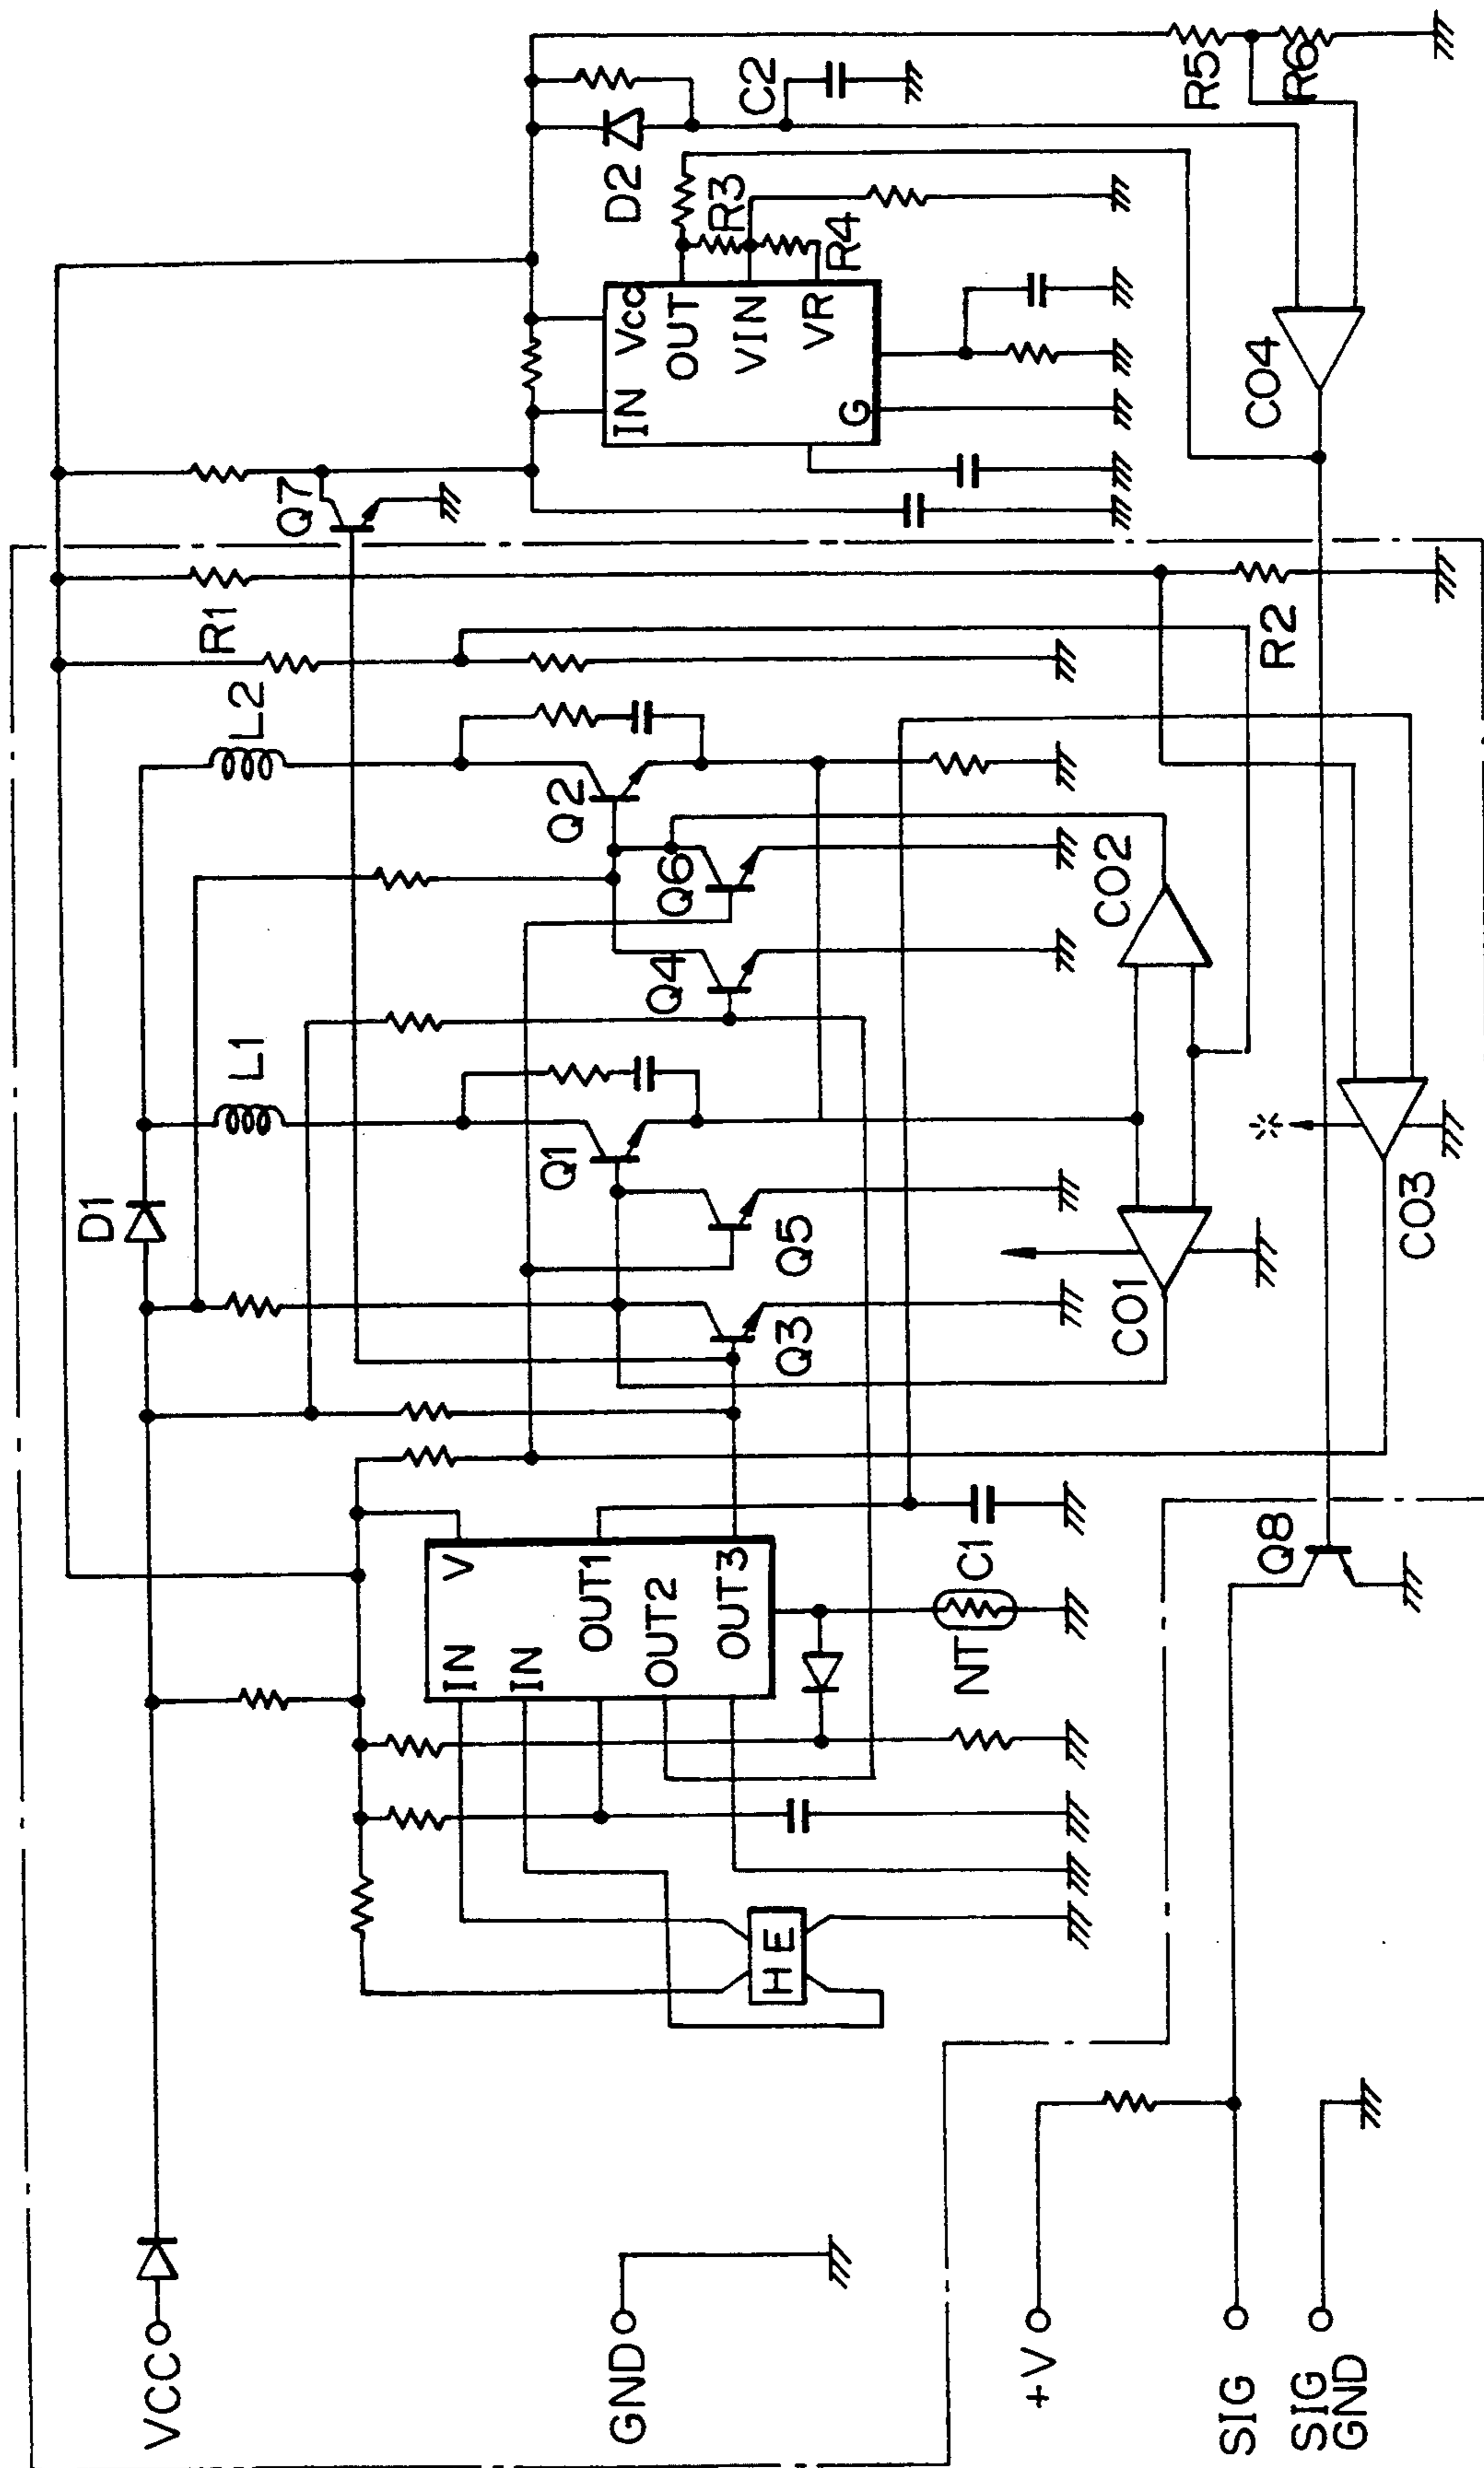 VCC
GND
+V
SIG
SIG
GND
D1
L1
L2
R1
Q7
IN
IN
V
OUT1
OUT2
OUT3
HE
NT
C1
Q1
Q2
Q3
Q4
Q5
Q6
CO1
CO2
CO3
※
R2
Q8
IN
Vcc
OUT
VIN
VR
G
D2
C2
R3
R4
R5
R6
CO4